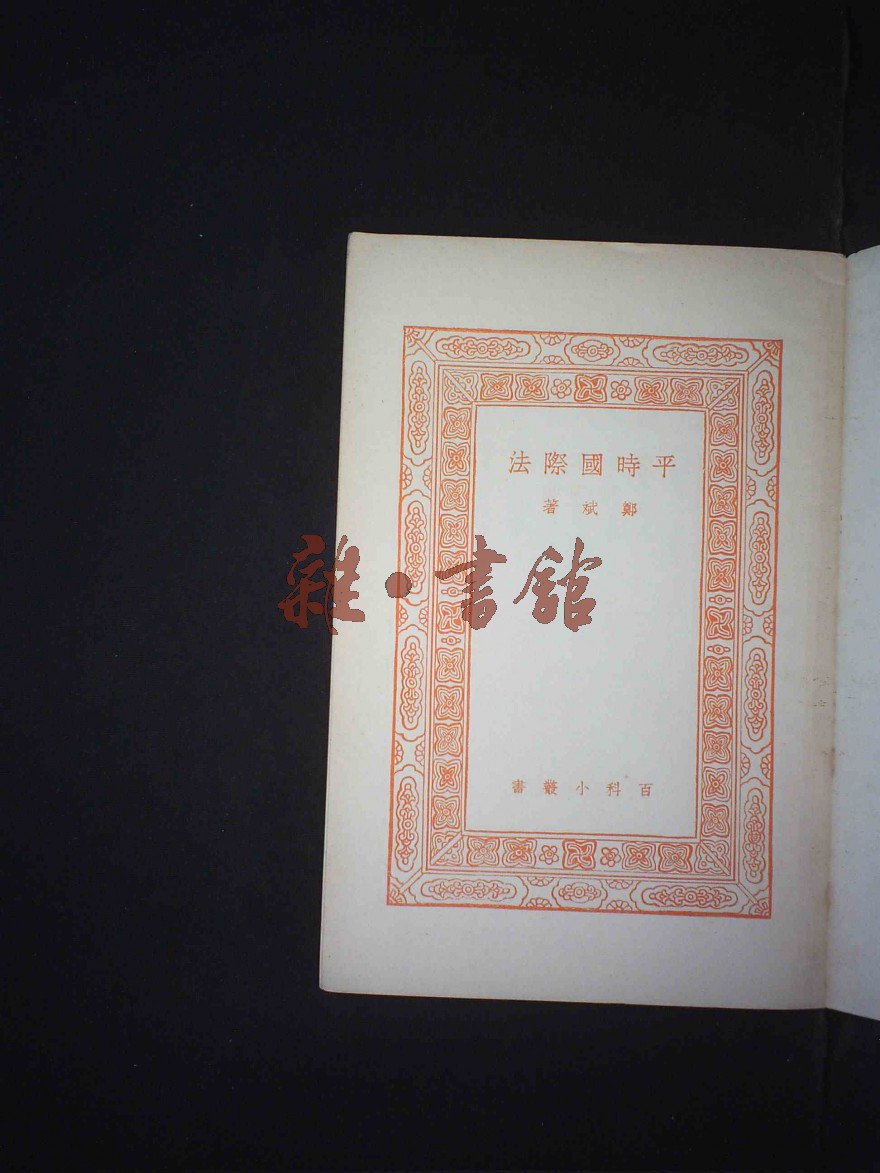 平時國際法
鄭斌著
雜·書館
百科小叢書